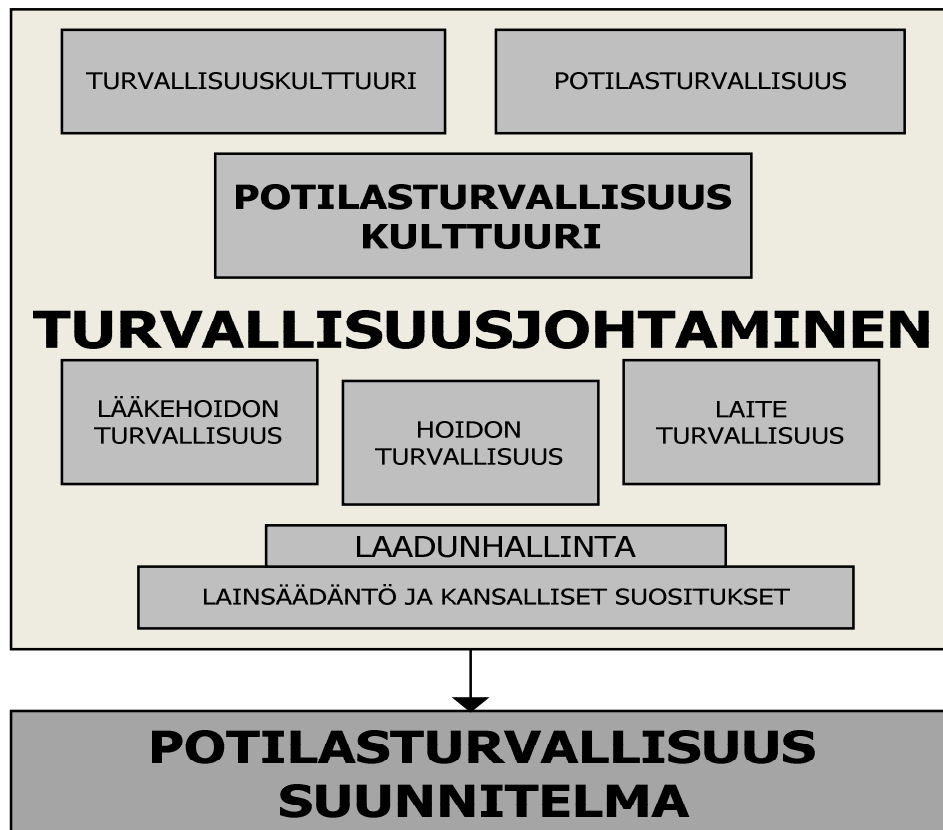 TURVALLISUUSKULTTUURI
POTILASTURVALLISUUS
POTILASTURVALLISUUS
KULTTUURI
TURVALLISUUSJOHTAMINEN
LÄÄKEHOIDON
TURVALLISUUS
HOIDON
TURVALLISUUS
LAITE
TURVALLISUUS
LAADUNHALLINTA
LAINSÄÄDÄNTÖ JA KANSALLISET SUOSITUKSET
POTILASTURVALLISUUS
SUUNNITELMA